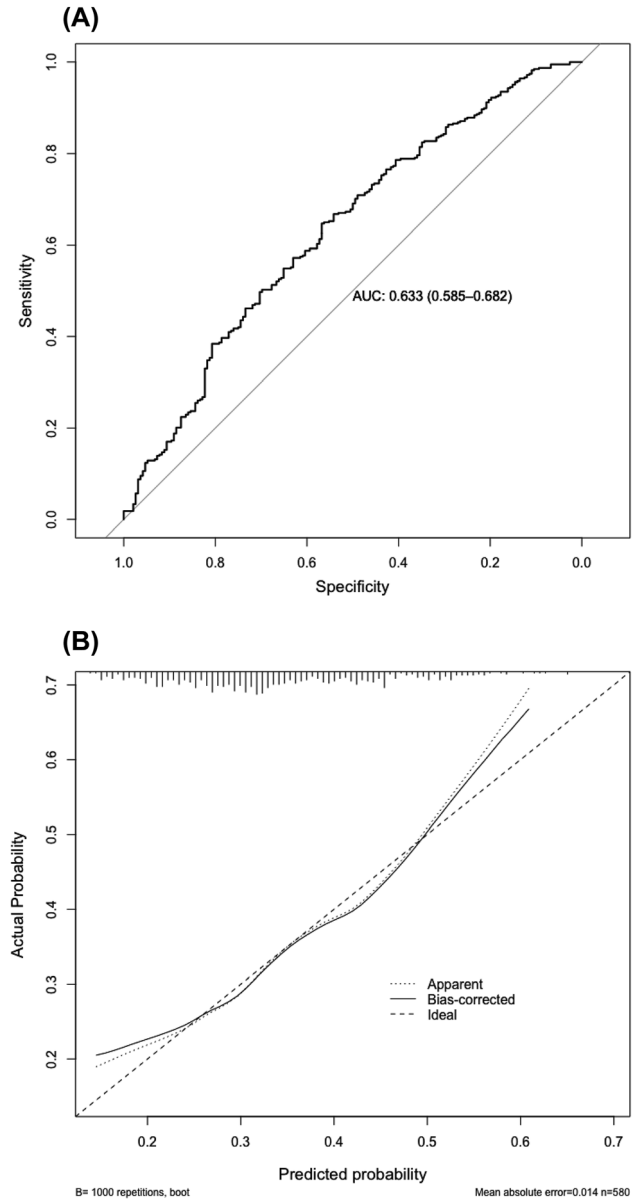 (A)
1.0
0.8
0.6
0.4
0.2
0.0
Sensitivity
AUC: 0.633 (0.585–0.682)
1.0 0.8 0.6 0.4 0.2 0.0
Specificity
(B)
0.7
0.6
0.5
0.4
0.3
0.2
Actual Probability
Apparent
Bias-corrected
Ideal
0.2 0.3 0.4 0.5 0.6 0.7
Predicted probability
B= 1000 repetitions, boot Mean absolute error=0.014 n=580